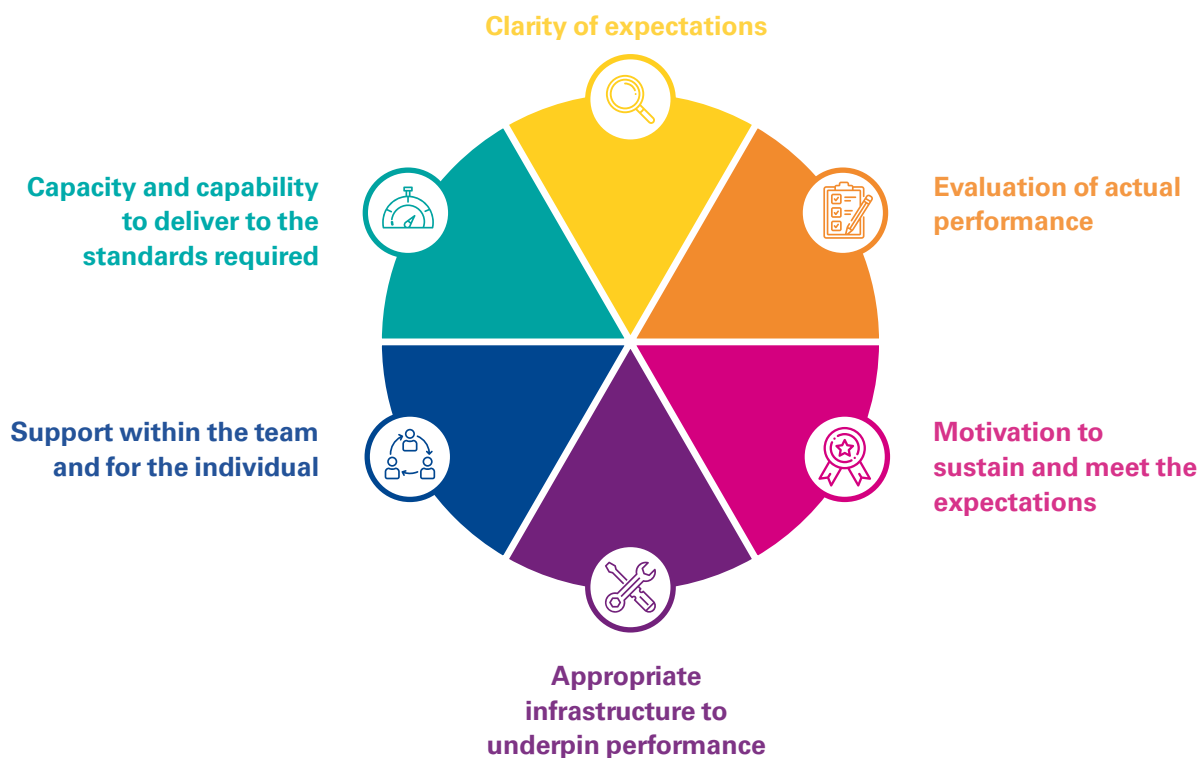 Clarity of expectations
Capacity and capability
to deliver to the
standards required
Evaluation of actual
performance
Support within the team
and for the individual
Motivation to
sustain and meet the
expectations
Appropriate
infrastructure to
underpin performance